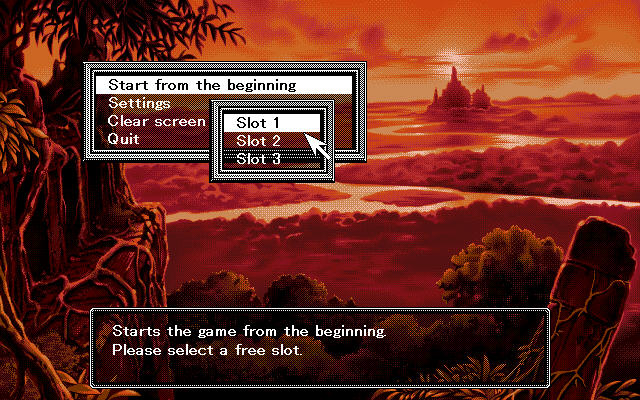 Start from the beginning
Settings
Clear screen
Quit
Slot 1
Slot 2
Slot 3
Starts the game from the beginning.
Please select a free slot.